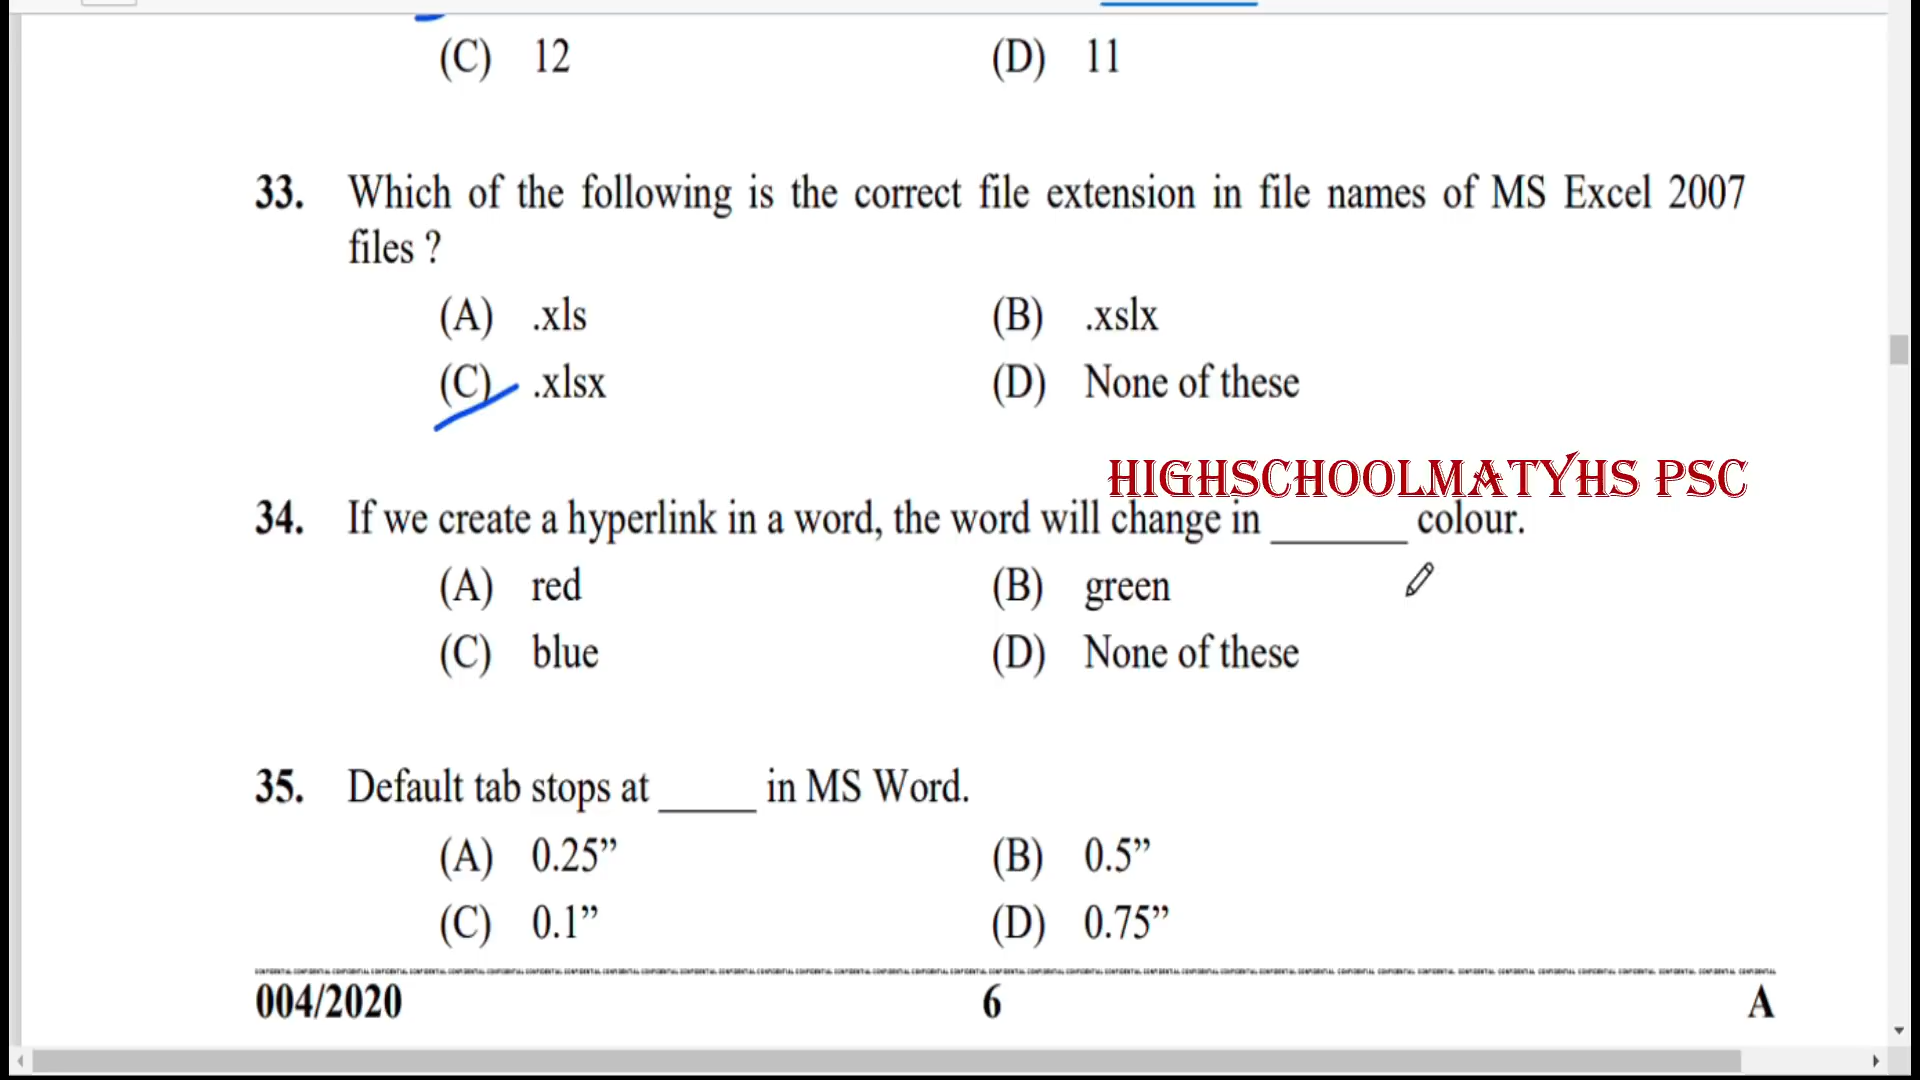 (C) 12 (D) 11
33. Which of the following is the correct file extension in file names of MS Excel 2007
files ?
(A) .xls (B) .xslx
(C) .xlsx (D) None of these
HIGHSCHOOLMATYHS PSC
34. If we create a hyperlink in a word, the word will change in _______ colour.
(A) red (B) green
(C) blue (D) None of these
35. Default tab stops at _____ in MS Word.
(A) 0.25” (B) 0.5”
(C) 0.1” (D) 0.75”
004/2020 6 A